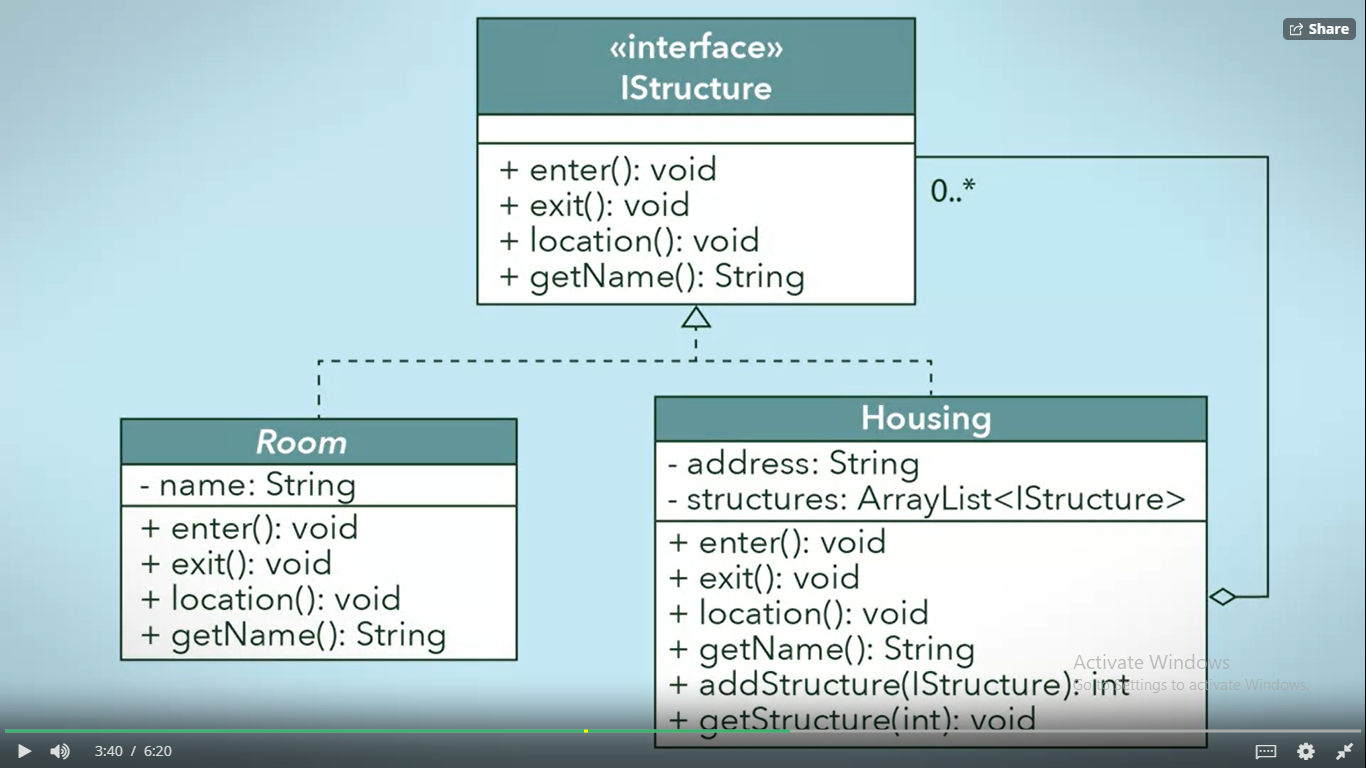 Share
«interface»
IStructure
+ enter(): void
+ exit(): void
+ location(): void
+ getName(): String
0..*
Room
- name: String
+ enter(): void
+ exit(): void
+ location(): void
+ getName(): String
Housing
- address: String
- structures: ArrayList<IStructure>
+ enter(): void
+ exit(): void
+ location(): void
+ getName(): String
+ addStructure(IStructure): int
+ getStructure(int): void
Activate Windows
Go to Settings to activate Windows.
3:40 / 6:20